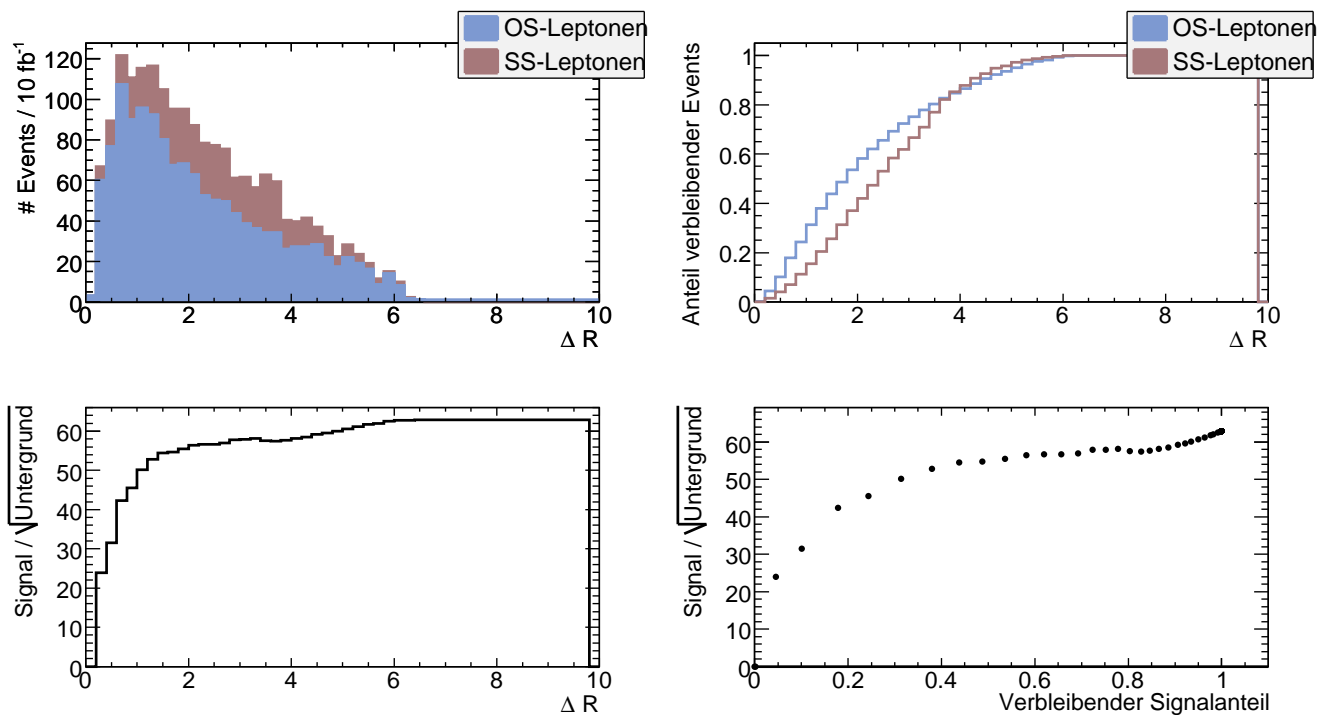 OS-Leptonen
SS-Leptonen
# Events / 10 fb-1
120
100
80
60
40
20
0
0 2 4 6 8 10
Δ R
OS-Leptonen
SS-Leptonen
Anteil verbleibender Events
1
0.8
0.6
0.4
0.2
0
0 2 4 6 8 10
Δ R
Signal / √Untergrund
60
50
40
30
20
10
0
0 2 4 6 8 10
Δ R
Signal / √Untergrund
60
50
40
30
20
10
0
0 0.2 0.4 0.6 0.8 1
Verbleibender Signalanteil